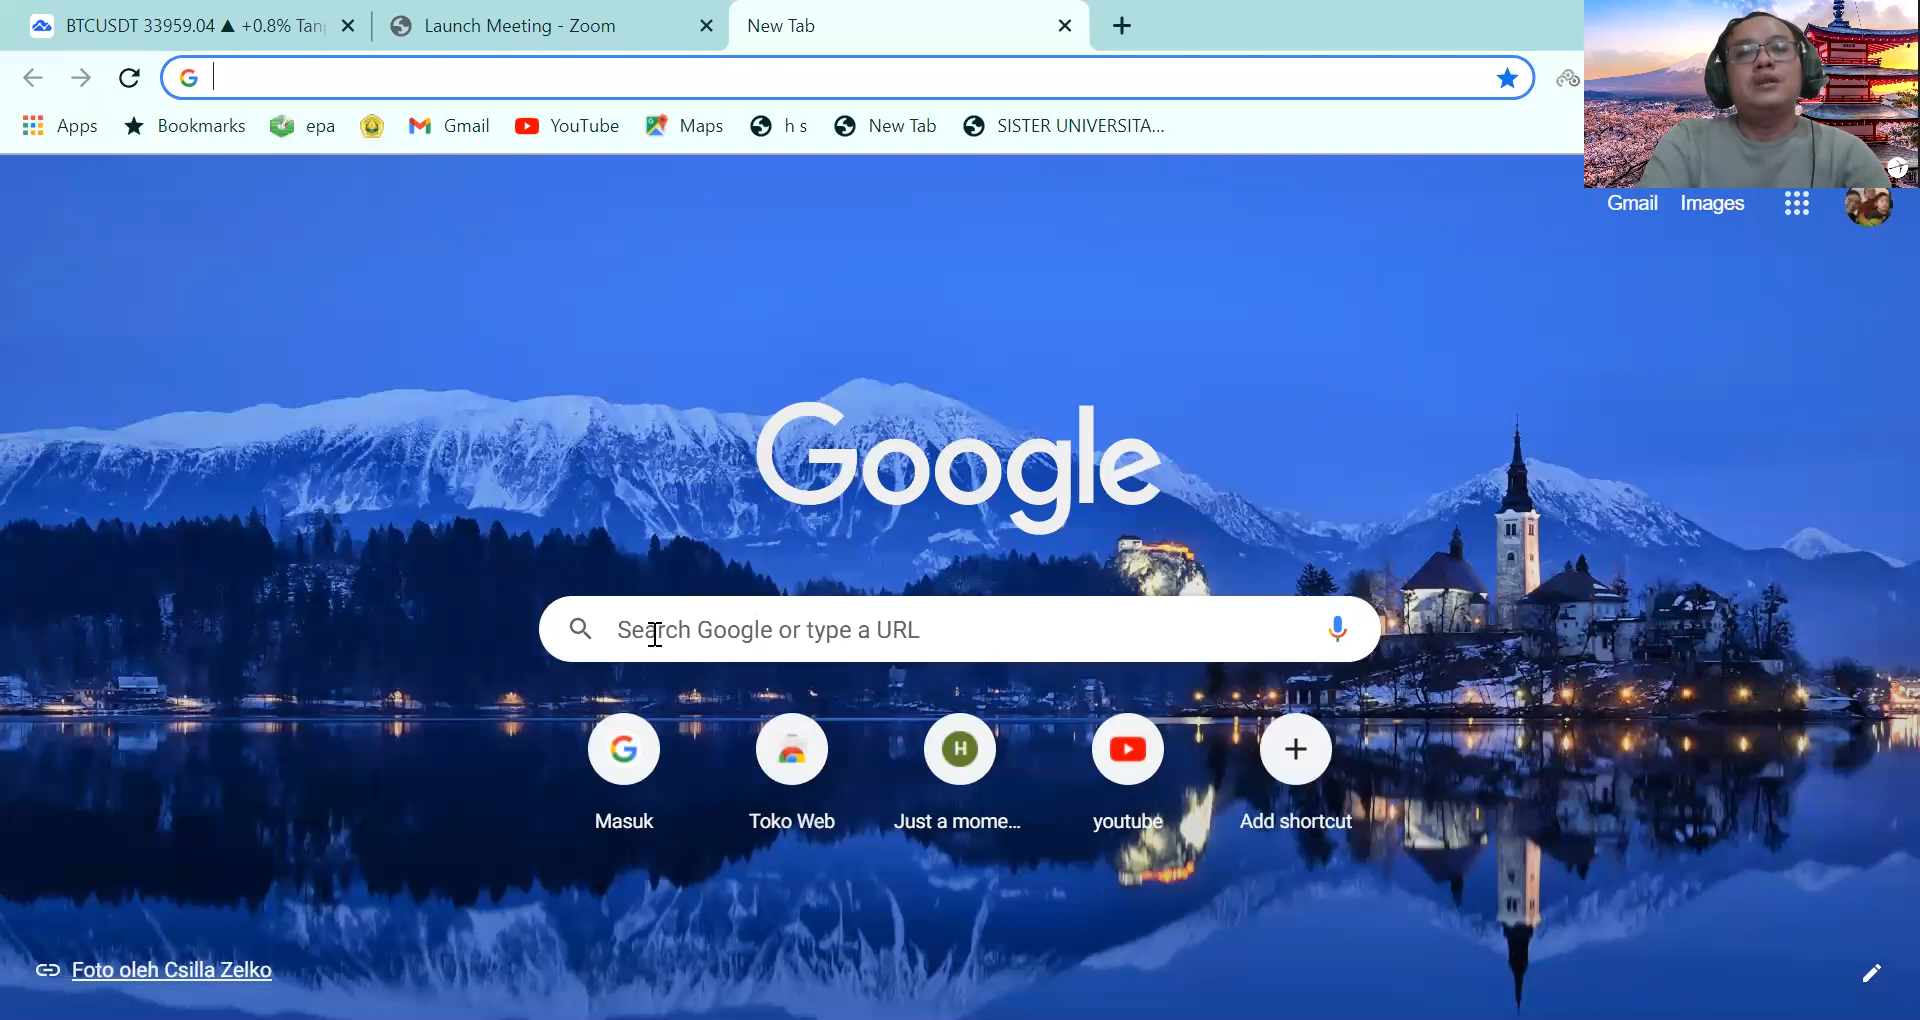 BTCUSDT 33959.04 ▲ +0.8% Tan
Launch Meeting - Zoom
New Tab
Apps
Bookmarks
epa
Gmail
YouTube
Maps
h s
New Tab
SISTER UNIVERSITA...
Gmail Images
Google
Search Google or type a URL
H
Masuk
Toko Web
Just a mome...
youtube
Add shortcut
Foto oleh Csilla Zelko